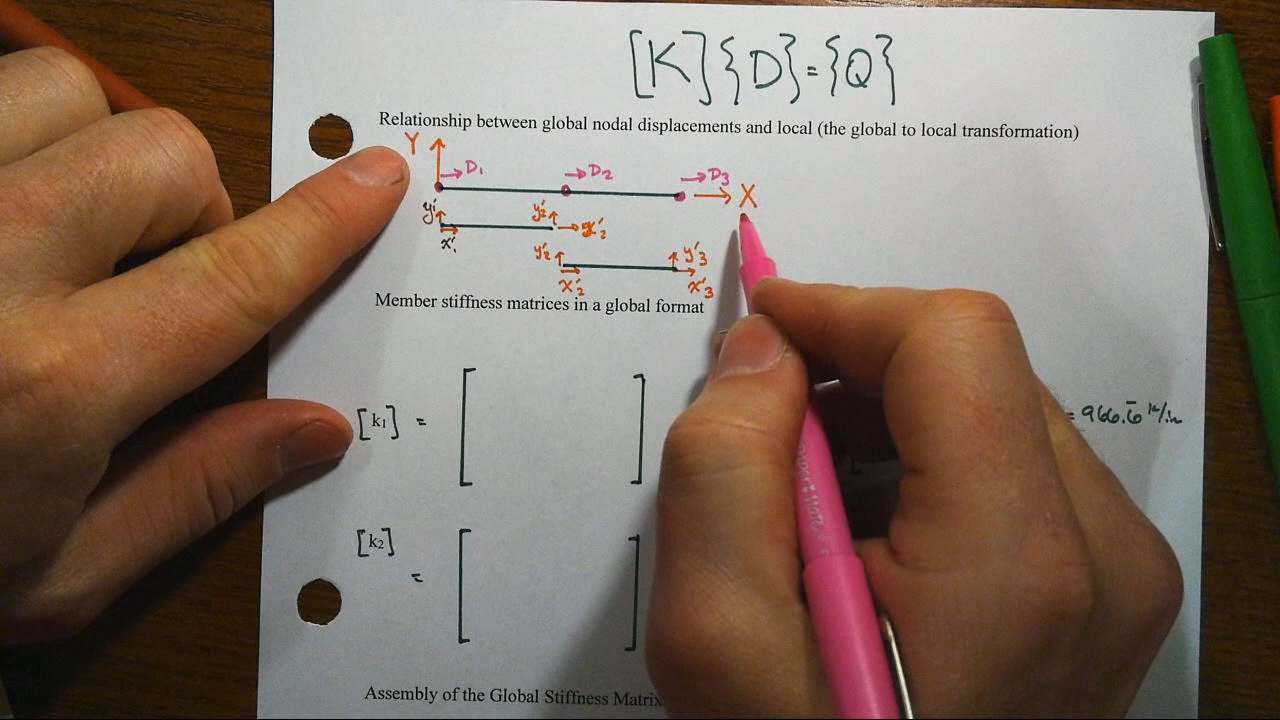 [K]{D}={Q}
Relationship between global nodal displacements and local (the global to local transformation)
Y →D₁ →D₂ →D₃ X
y'₁ y'₂ x'₂
x'₁
y'₂ y'₃
x'₂ x'₃
Member stiffness matrices in a global format
[k₁] = [ ]
= 966.6̅ ᵏ/in
[k₂] = [ ]
Assembly of the Global Stiffness Matrix